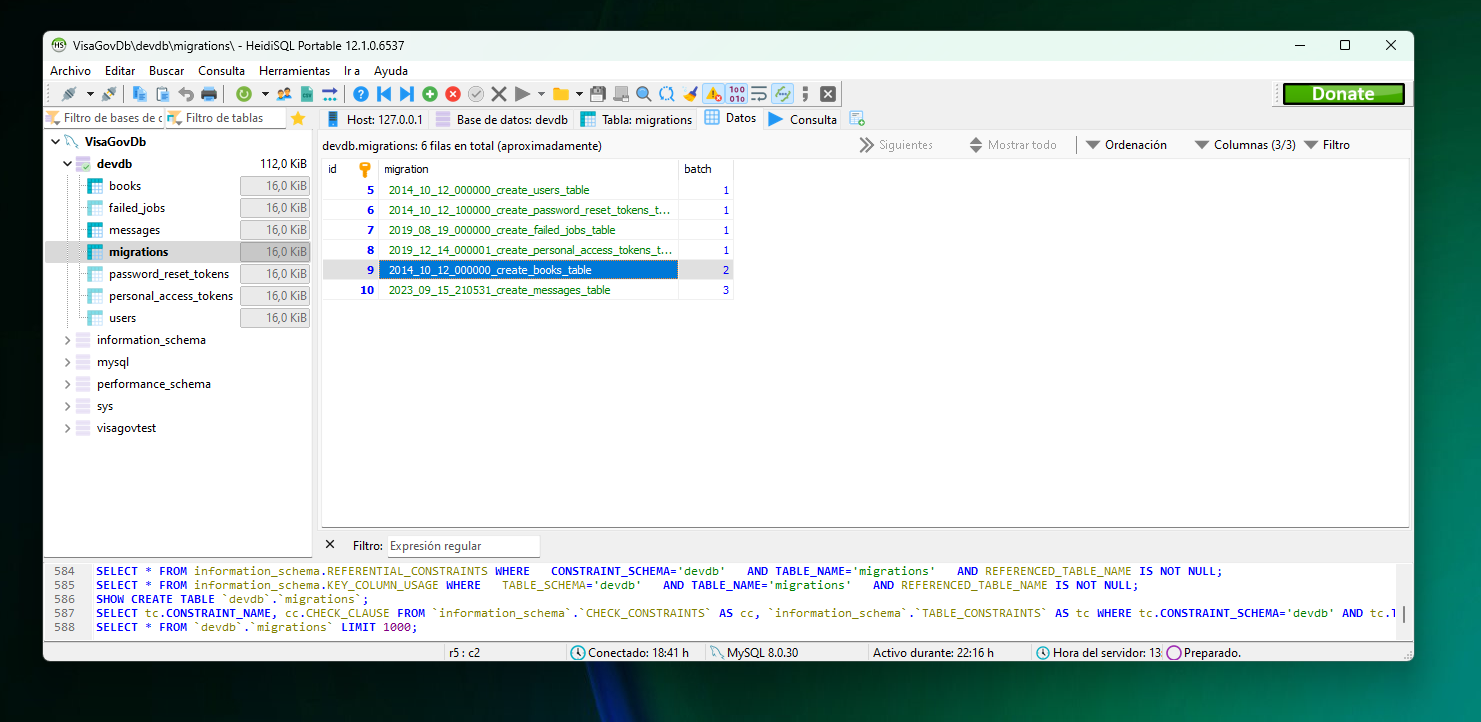 VisaGovDb\devdb\migrations\ - HeidiSQL Portable 12.1.0.6537
Archivo Editar Buscar Consulta Herramientas Ir a Ayuda
Donate
Filtro de bases de Filtro de tablas
Host: 127.0.0.1 Base de datos: devdb Tabla: migrations Datos Consulta
VisaGovDb
devdb 112,0 KiB
books 16,0 KiB
failed_jobs 16,0 KiB
messages 16,0 KiB
migrations 16,0 KiB
password_reset_tokens 16,0 KiB
personal_access_tokens 16,0 KiB
users 16,0 KiB
information_schema
mysql
performance_schema
sys
visagovtest
devdb.migrations: 6 filas en total (aproximadamente) Siguientes Mostrar todo Ordenación Columnas (3/3) Filtro
id migration batch
5 2014_10_12_000000_create_users_table 1
6 2014_10_12_100000_create_password_reset_tokens_t... 1
7 2019_08_19_000000_create_failed_jobs_table 1
8 2019_12_14_000001_create_personal_access_tokens_t... 1
9 2014_10_12_000000_create_books_table 2
10 2023_09_15_210531_create_messages_table 3
Filtro: Expresión regular
584 SELECT * FROM information_schema.REFERENTIAL_CONSTRAINTS WHERE CONSTRAINT_SCHEMA='devdb' AND TABLE_NAME='migrations' AND REFERENCED_TABLE_NAME IS NOT NULL;
585 SELECT * FROM information_schema.KEY_COLUMN_USAGE WHERE TABLE_SCHEMA='devdb' AND TABLE_NAME='migrations' AND REFERENCED_TABLE_NAME IS NOT NULL;
586 SHOW CREATE TABLE `devdb`.`migrations`;
587 SELECT tc.CONSTRAINT_NAME, cc.CHECK_CLAUSE FROM `information_schema`.`CHECK_CONSTRAINTS` AS cc, `information_schema`.`TABLE_CONSTRAINTS` AS tc WHERE tc.CONSTRAINT_SCHEMA='devdb' AND tc.
588 SELECT * FROM `devdb`.`migrations` LIMIT 1000;
r5 : c2 Conectado: 18:41 h MySQL 8.0.30 Activo durante: 22:16 h Hora del servidor: 13 Preparado.